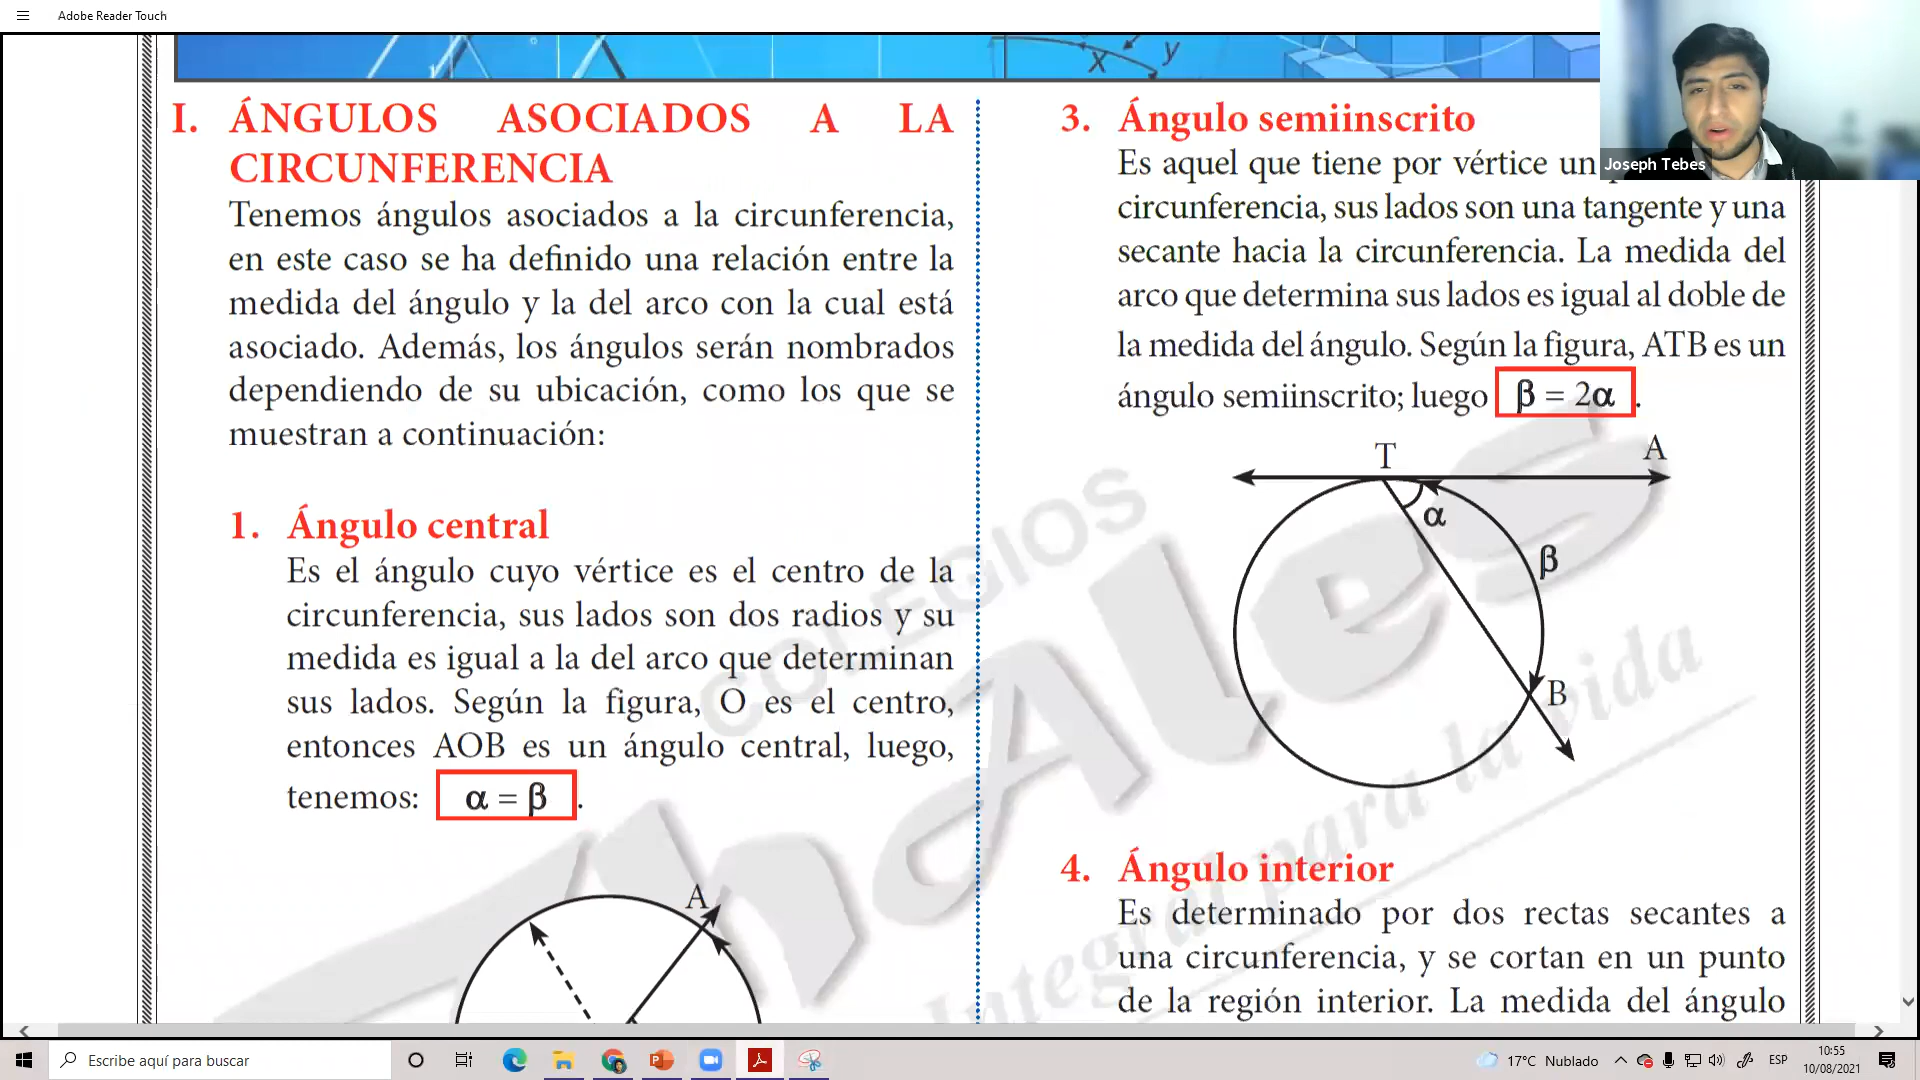 Adobe Reader Touch
x
y
I. ÁNGULOS ASOCIADOS A LA
CIRCUNFERENCIA
Tenemos ángulos asociados a la circunferencia,
en este caso se ha definido una relación entre la
medida del ángulo y la del arco con la cual está
asociado. Además, los ángulos serán nombrados
dependiendo de su ubicación, como los que se
muestran a continuación:
1. Ángulo central
Es el ángulo cuyo vértice es el centro de la
circunferencia, sus lados son dos radios y su
medida es igual a la del arco que determinan
sus lados. Según la figura, O es el centro,
entonces AOB es un ángulo central, luego,
tenemos: α = β .
A
3. Ángulo semiinscrito
Es aquel que tiene por vértice un
circunferencia, sus lados son una tangente y una
secante hacia la circunferencia. La medida del
arco que determina sus lados es igual al doble de
la medida del ángulo. Según la figura, ATB es un
ángulo semiinscrito; luego β = 2α .
T
A
α
β
B
4. Ángulo interior
Es determinado por dos rectas secantes a
una circunferencia, y se cortan en un punto
de la región interior. La medida del ángulo
COLEGIOS
Thales
Integral para la vida
Joseph Tebes
Escribe aquí para buscar
17°C Nublado
ESP
10:55
10/08/2021